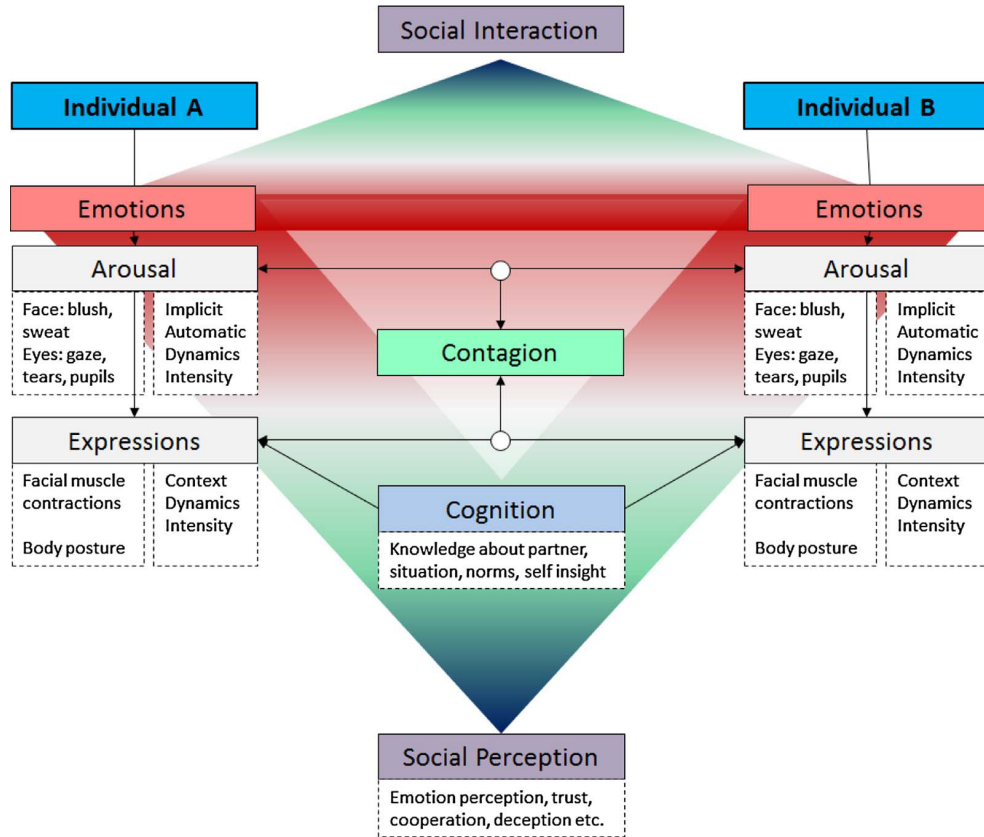 Social Interaction
Individual A
Individual B
Emotions
Emotions
Arousal
Arousal
Face: blush,
sweat
Eyes: gaze,
tears, pupils
Implicit
Automatic
Dynamics
Intensity
Face: blush,
sweat
Eyes: gaze,
tears, pupils
Implicit
Automatic
Dynamics
Intensity
Contagion
Expressions
Expressions
Facial muscle
contractions
Body posture
Context
Dynamics
Intensity
Cognition
Knowledge about partner,
situation, norms, self insight
Facial muscle
contractions
Body posture
Context
Dynamics
Intensity
Social Perception
Emotion perception, trust,
cooperation, deception etc.